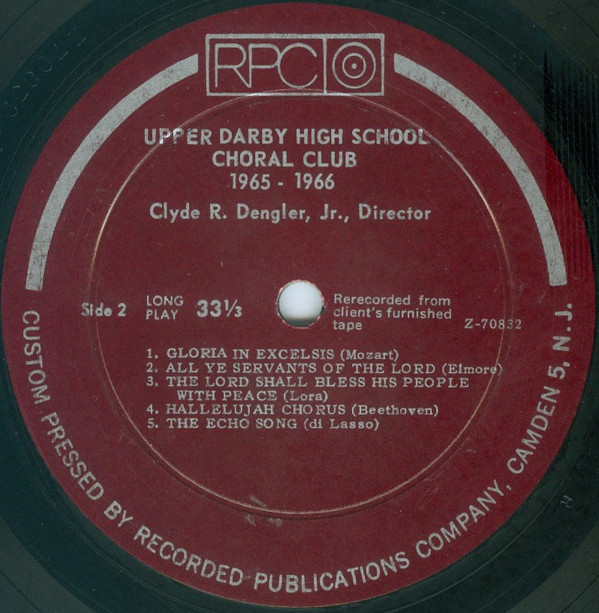 RPC
UPPER DARBY HIGH SCHOOL
CHORAL CLUB
1965 - 1966
Clyde R. Dengler, Jr., Director
Side 2
LONG
PLAY
33⅓
Rerecorded from
client's furnished
tape
Z-70832
1. GLORIA IN EXCELSIS (Mozart)
2. ALL YE SERVANTS OF THE LORD (Elmore)
3. THE LORD SHALL BLESS HIS PEOPLE
WITH PEACE (Lora)
4. HALLELUJAH CHORUS (Beethoven)
5. THE ECHO SONG (di Lasso)
CUSTOM PRESSED BY RECORDED PUBLICATIONS COMPANY, CAMDEN 5, N. J.